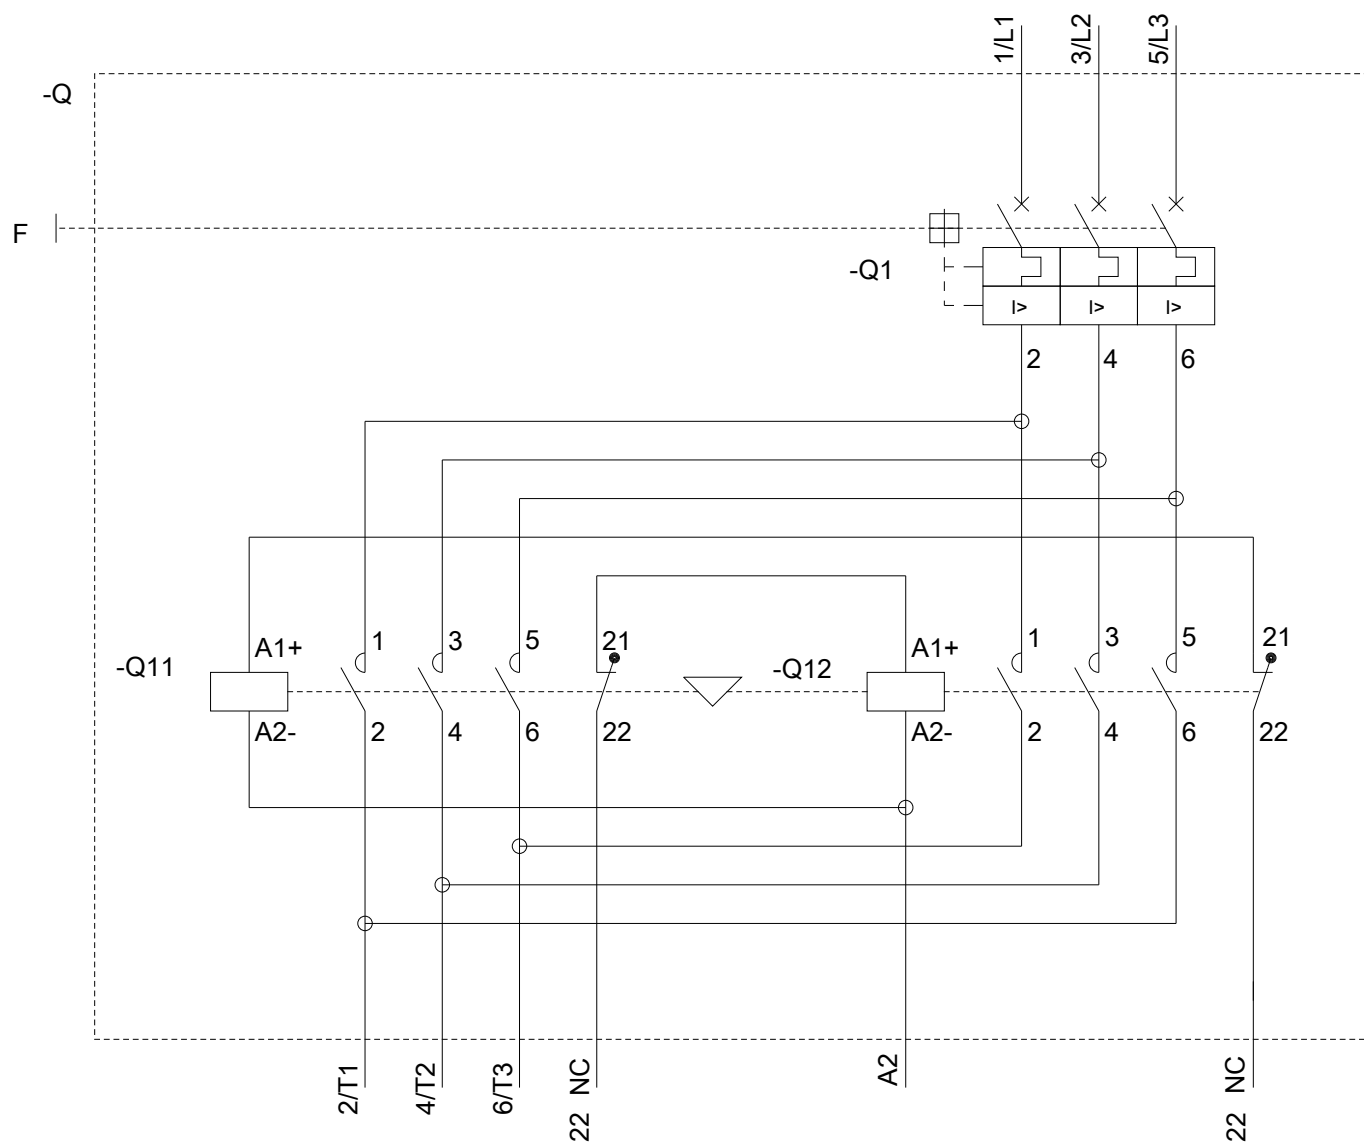 1/L1 3/L2 5/L3
-Q
F
-Q1
I> I> I>
2 4 6
-Q11 A1+ 1 3 5 21 -Q12 A1+ 1 3 5 21
A2- 2 4 6 22 A2- 2 4 6 22
2/T1 4/T2 6/T3 22 NC A2 22 NC